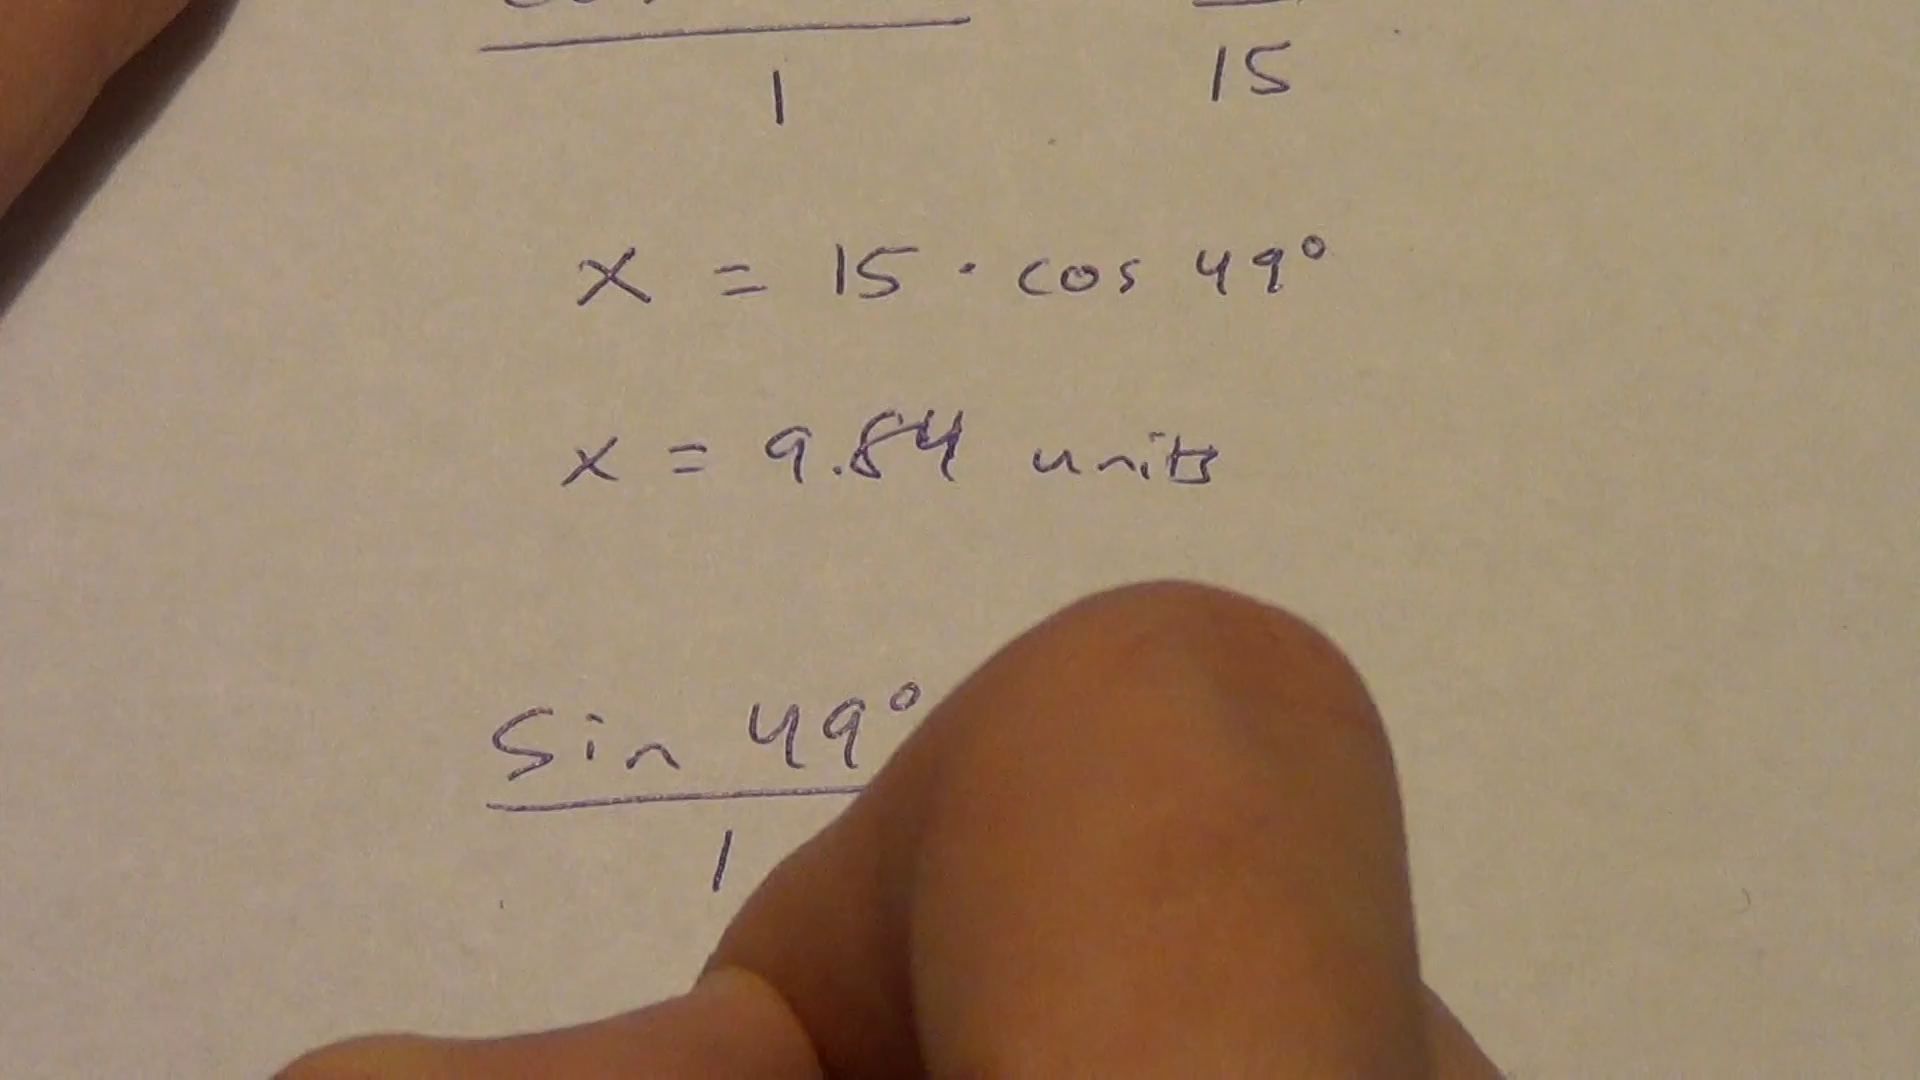 1 15
x = 15 · cos 49°
x = 9.84 units
Sin 49°
1